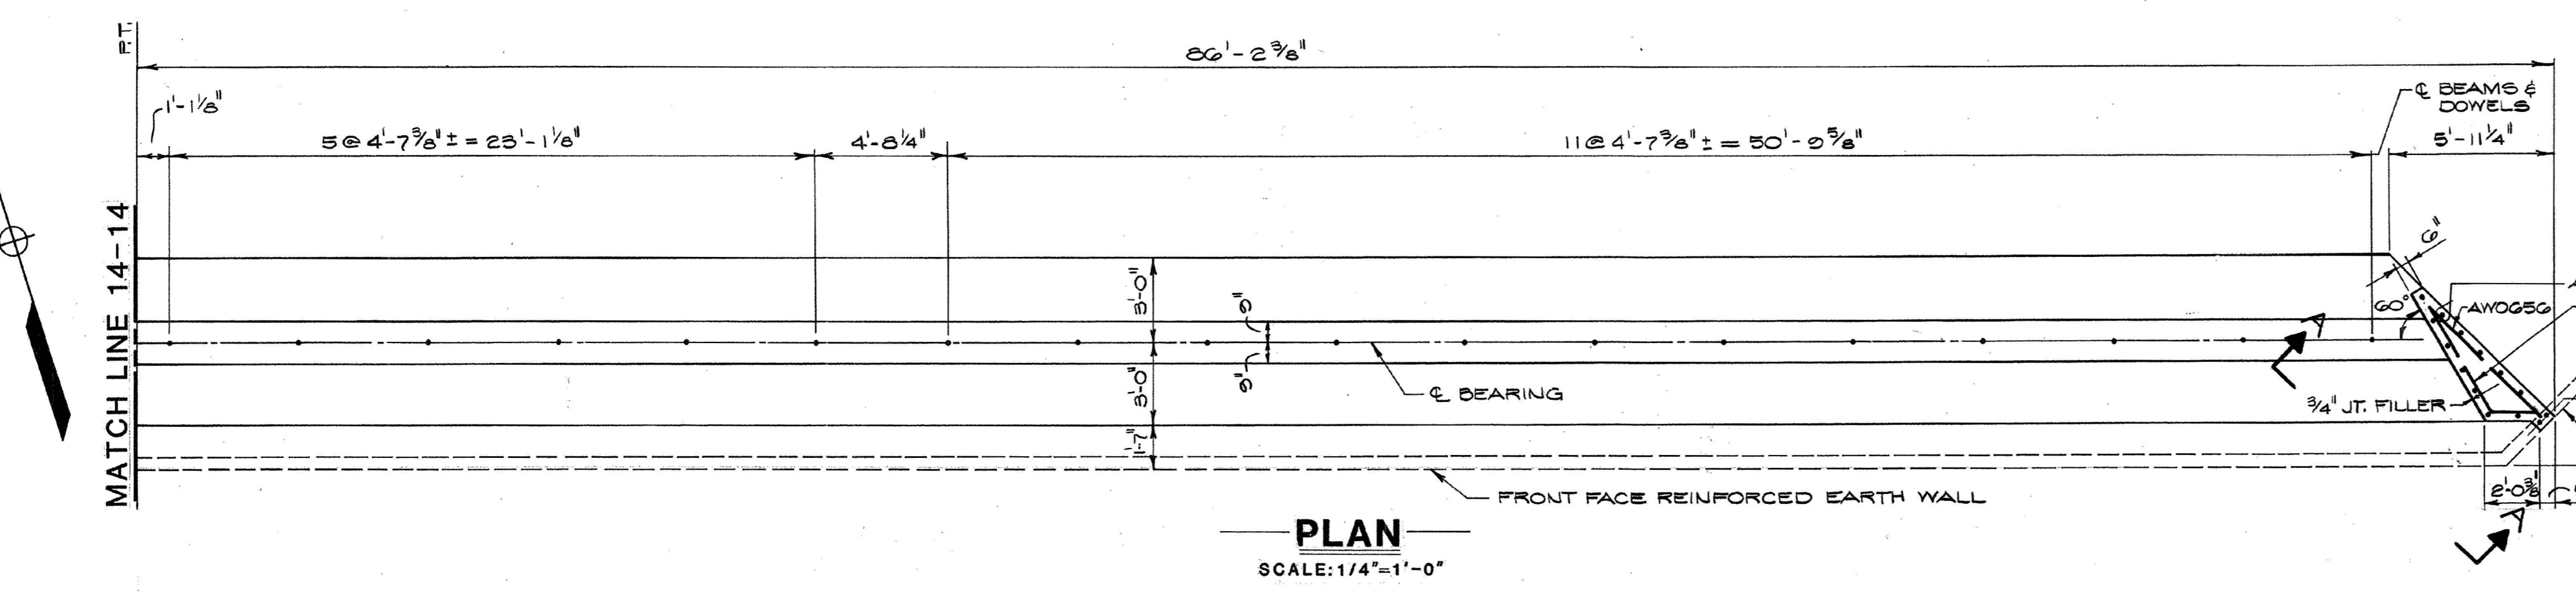 RT.
86'-2 3/8"
1'-1 1/8"
5@4'-7 3/8"± = 23'-1 1/8"
4'-8 1/4"
11@4'-7 3/8"± = 50'-9 5/8"
℄ BEAMS &
DOWELS
5'-11 1/4"
MATCH LINE 14-14
3'-0"
9"
6"
60°
AW0656
A
3'-0"
9"
℄ BEARING
3/4" JT. FILLER
1'-7"
FRONT FACE REINFORCED EARTH WALL
2'-0 3/8"
A
PLAN
SCALE: 1/4"=1'-0"